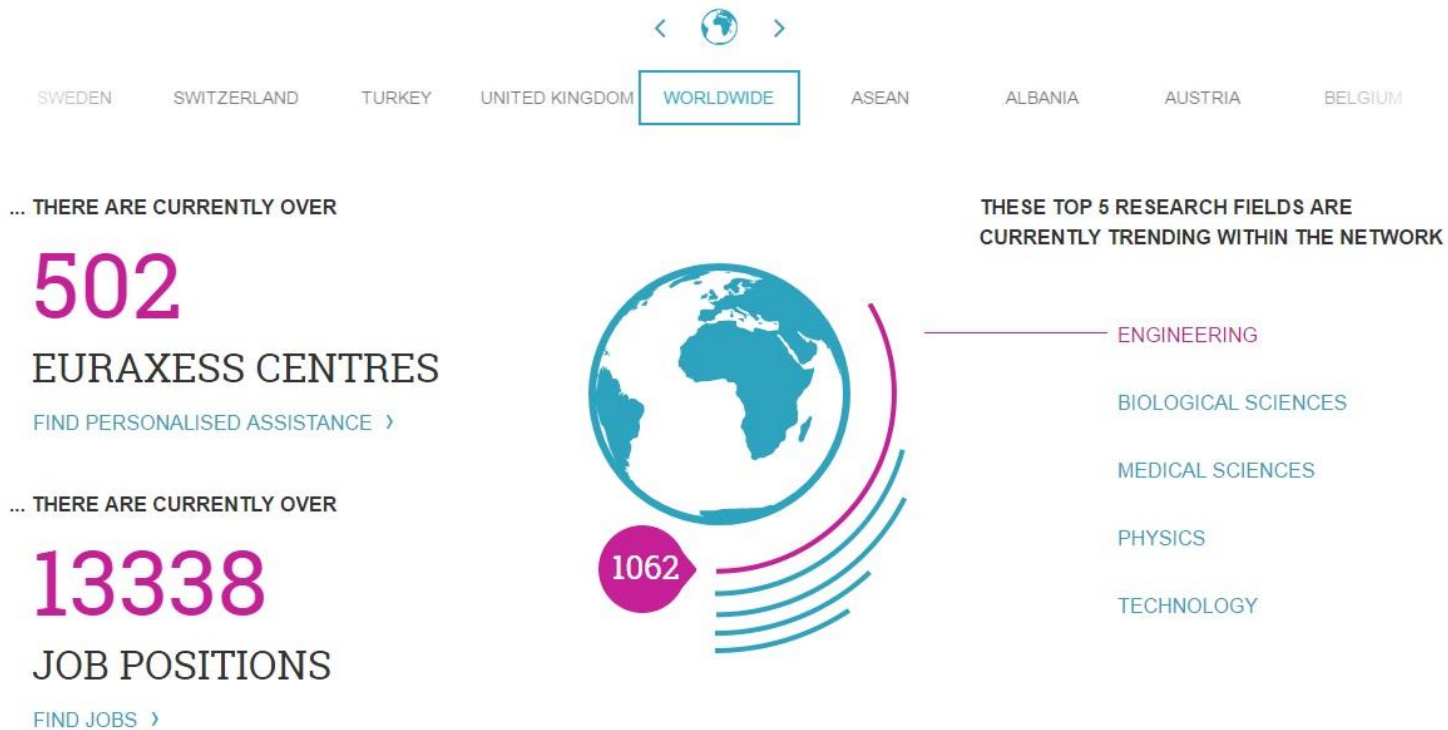 SWEDEN SWITZERLAND TURKEY UNITED KINGDOM WORLDWIDE ASEAN ALBANIA AUSTRIA BELGIUM
... THERE ARE CURRENTLY OVER
502
EURAXESS CENTRES
FIND PERSONALISED ASSISTANCE
... THERE ARE CURRENTLY OVER
13338
JOB POSITIONS
FIND JOBS
1062
THESE TOP 5 RESEARCH FIELDS ARE
CURRENTLY TRENDING WITHIN THE NETWORK
ENGINEERING
BIOLOGICAL SCIENCES
MEDICAL SCIENCES
PHYSICS
TECHNOLOGY